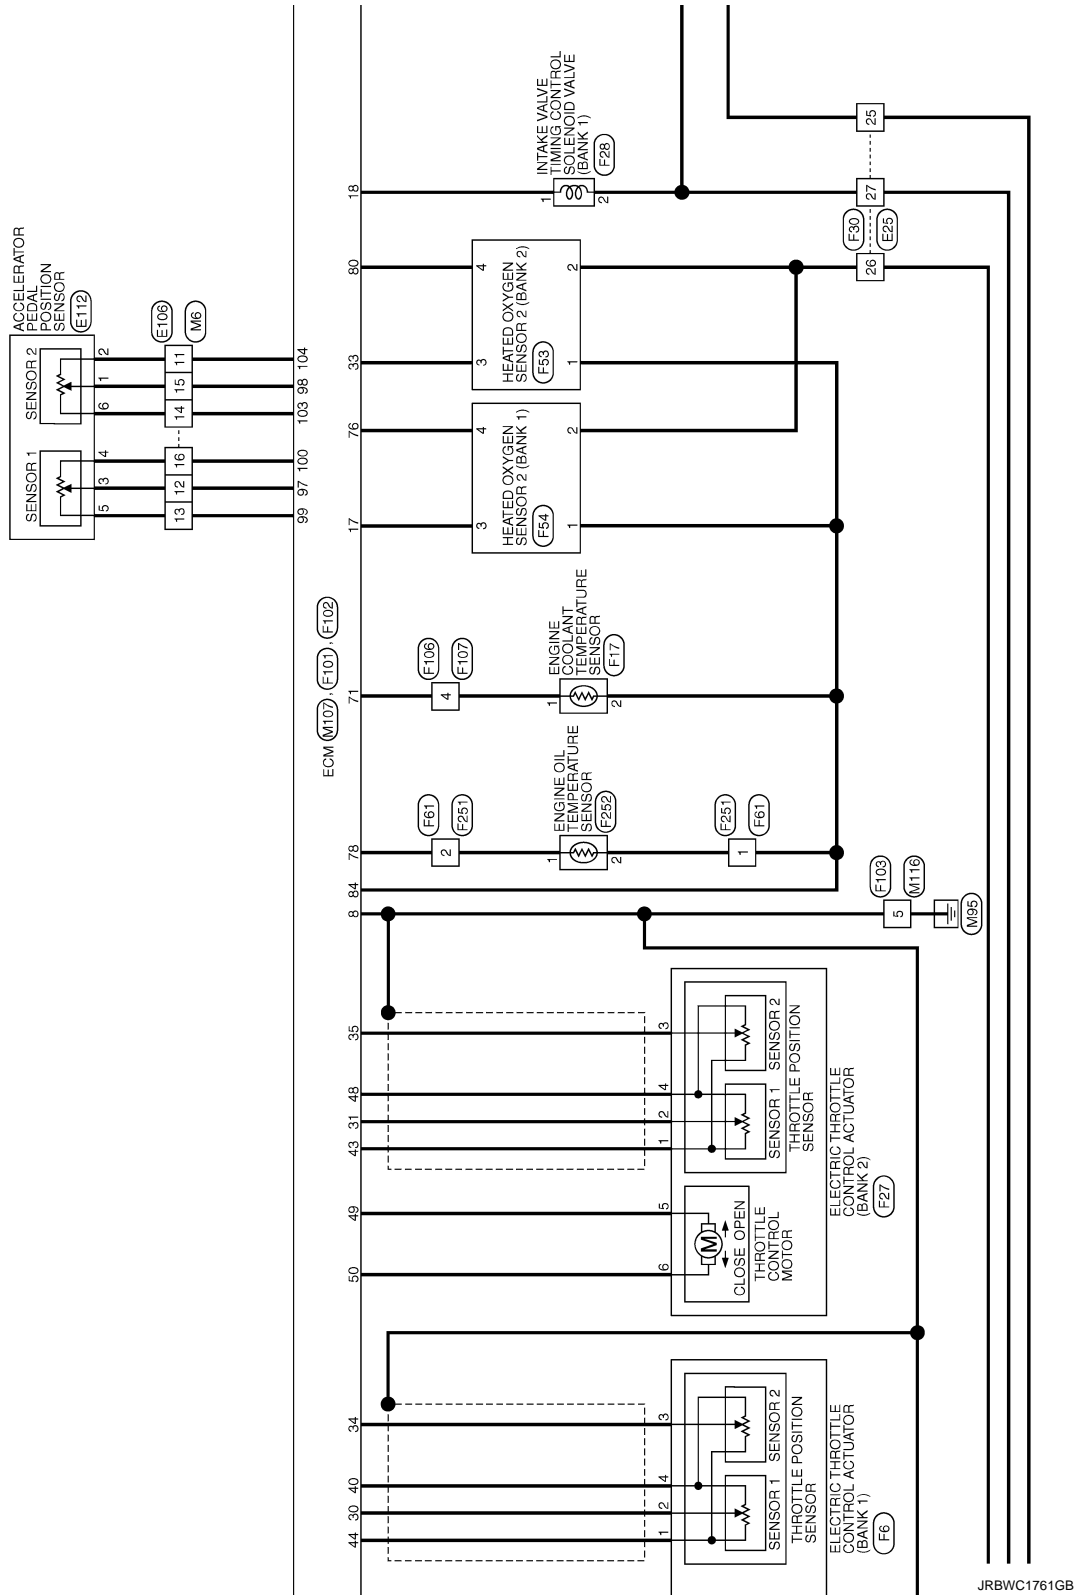 ACCELERATOR
PEDAL
POSITION
SENSOR
E112
SENSOR 2
SENSOR 1
2
1
6
4
3
5
E106
M6
11
15
14
16
12
13
104
98
103
100
97
99
ECM M107 , F101 , F102
18
80
33
76
17
71
78
84
8
35
48
31
43
49
50
34
40
30
44
INTAKE VALVE
TIMING CONTROL
SOLENOID VALVE
(BANK 1)
F28
1
2
25
27
26
F30
E25
4
3
HEATED OXYGEN
SENSOR 2 (BANK 2)
F53
2
1
4
3
HEATED OXYGEN
SENSOR 2 (BANK 1)
F54
2
1
F106
F107
4
ENGINE
COOLANT
TEMPERATURE
SENSOR
F17
1
2
F61
F251
2
ENGINE OIL
TEMPERATURE
SENSOR
F252
1
2
F251
F61
1
F103
M116
5
M95
3
4
2
1
5
6
SENSOR 2
SENSOR 1
THROTTLE POSITION
SENSOR
M
CLOSE OPEN
THROTTLE
CONTROL
MOTOR
ELECTRIC THROTTLE
CONTROL ACTUATOR
(BANK 2)
F27
3
4
2
1
SENSOR 2
SENSOR 1
THROTTLE POSITION
SENSOR
ELECTRIC THROTTLE
CONTROL ACTUATOR
(BANK 1)
F6
JRBWC1761GB